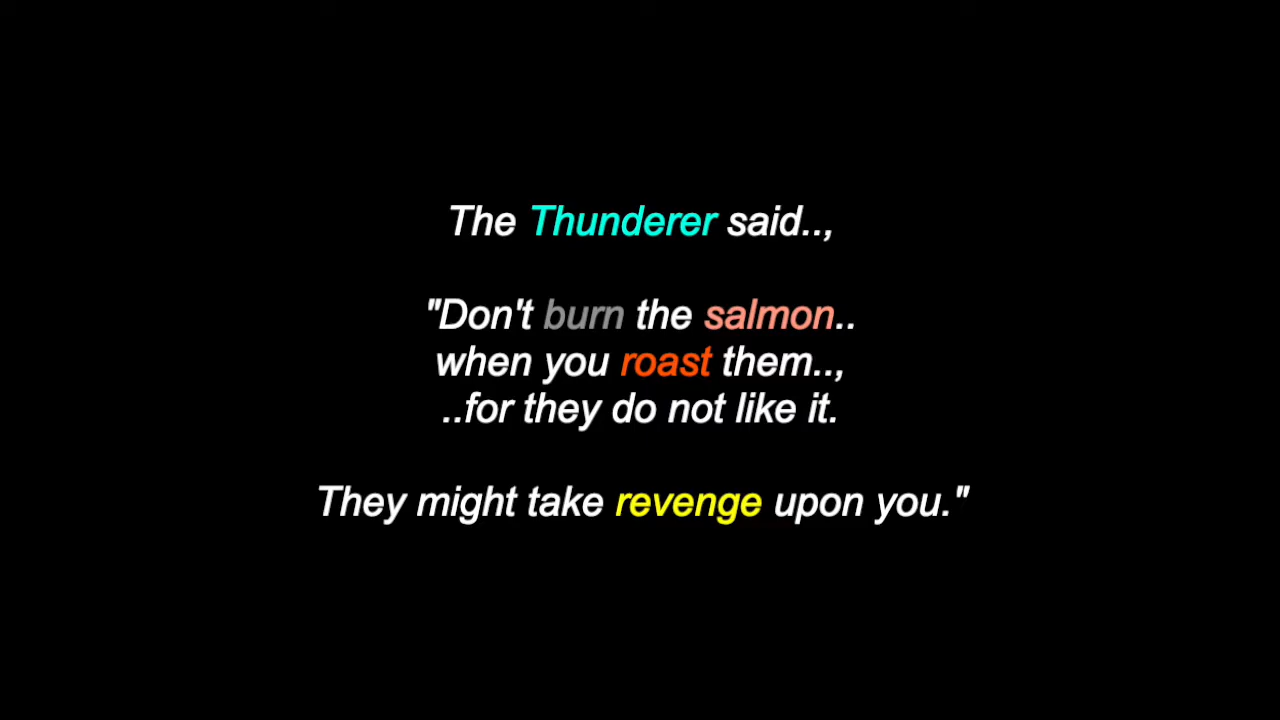 The Thunderer said..,
"Don't burn the salmon..
when you roast them..,
..for they do not like it.
They might take revenge upon you."